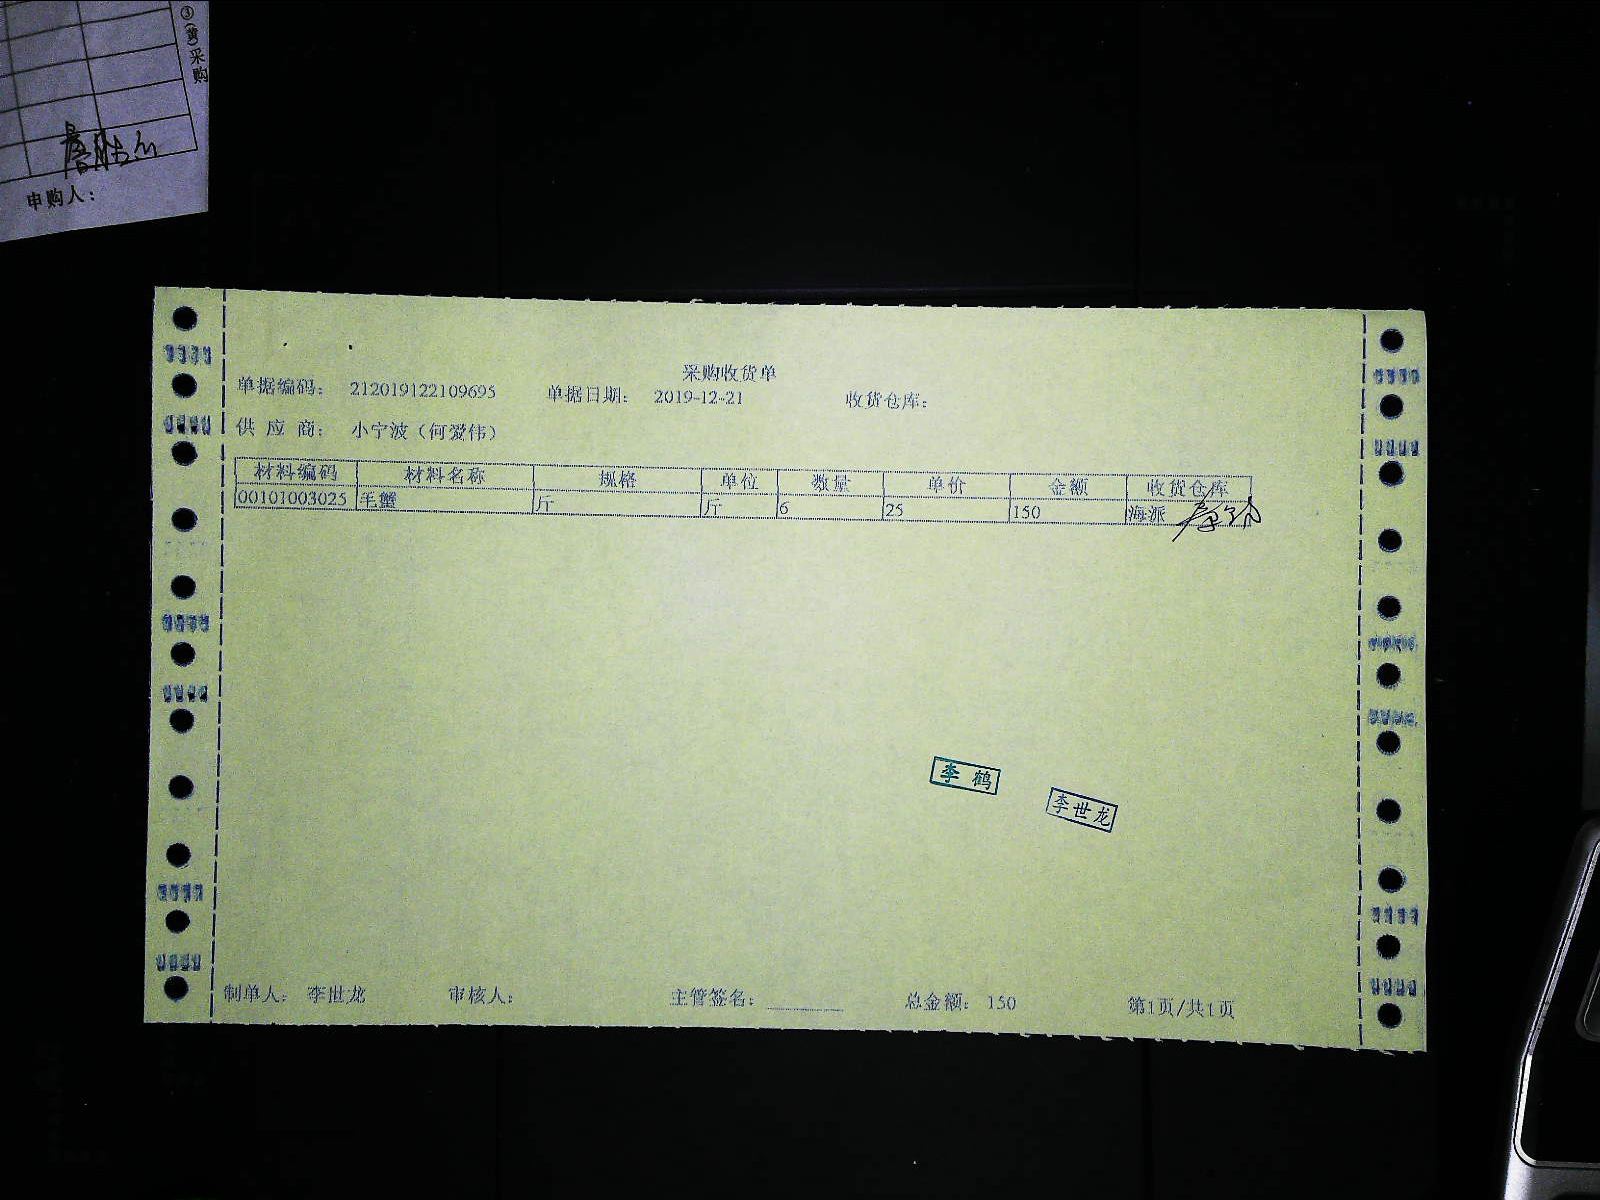 ③(黄)采购
申购人:
采购收货单
单据编码: 212019122109695 单据日期: 2019-12-21 收货仓库:
供 应 商: 小宁波(何爱伟)
材料编码 材料名称 规格 单位 数量 单价 金额 收货仓库
00101003025 毛蟹 斤 斤 6 25 150 海派
李 鹤
李世龙
制单人: 李世龙 审核人: 主管签名: 总金额: 150 第1页/共1页